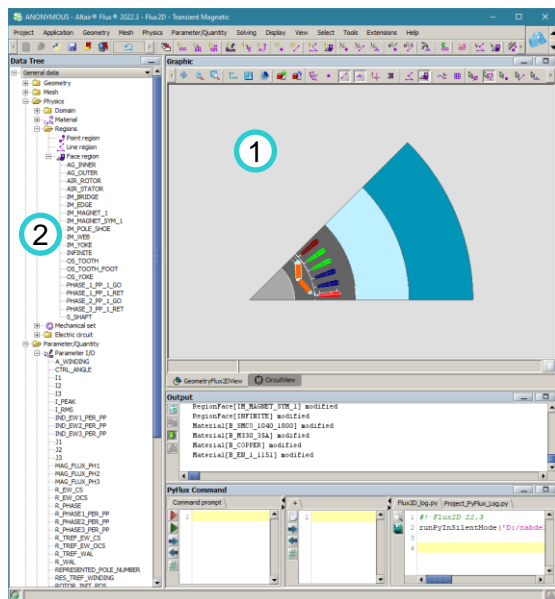 ANONYMOUS - Altair® Flux® 2022.3 - Flux2D - Transient Magnetic
Project Application Geometry Mesh Physics Parameter/Quantity Solving Display View Select Tools Extensions Help
Data Tree
General data
Geometry
Mesh
Physics
Domain
Material
Regions
Point region
Line region
Face region
AG_INNER
AG_OUTER
AIR_ROTOR
AIR_STATOR
IM_BRIDGE
IM_EDGE
IM_MAGNET_1
IM_MAGNET_SYM_1
IM_POLE_SHOE
IM_WEB
IM_YOKE
INFINITE
OS_TOOTH
OS_TOOTH_FOOT
OS_YOKE
PHASE_1_PP_1_GO
PHASE_1_PP_1_RET
PHASE_2_PP_1_GO
PHASE_3_PP_1_RET
S_SHAFT
Mechanical set
Electric circuit
Parameter/Quantity
Parameter I/O
A_WINDING
CTRL_ANGLE
I1
I2
I3
I_PEAK
I_RMS
IND_EW1_PER_PP
IND_EW2_PER_PP
IND_EW3_PER_PP
J1
J2
J3
MAG_FLUX_PH1
MAG_FLUX_PH2
MAG_FLUX_PH3
R_EW_CS
R_EW_OCS
R_PHASE
R_PHASE1_PER_PP
R_PHASE2_PER_PP
R_PHASE3_PER_PP
R_TREF_EW_CS
R_TREF_EW_OCS
R_TREF_WAL
R_WAL
REPRESENTED_POLE_NUMBER
RES_TREF_WINDING
ROTOR_INIT_POS
2
Graphic
1
GeometryFlux2DView CircuitView
Output
RegionFace[IM_MAGNET_SYM_1] modified
RegionFace[INFINITE] modified
Material[B_SMC0_1040_1800] modified
Material[B_M330_35A] modified
Material[B_COPPER] modified
Material[B_EN_1_1151] modified
PyFlux Command
Command prompt
1
+
1
Flux2D_log.py Project_PyFlux_Log.py
1 #! Flux2D 22.3
2 runPyInSilentMode('D:/nabde
3
4